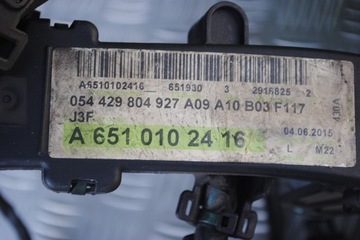 A6510102416 651930 3 2916825 2
054 429 804 927 A09 A10 B03 F117
J3F
A 651 010 24 16 04.06.2015
L M22